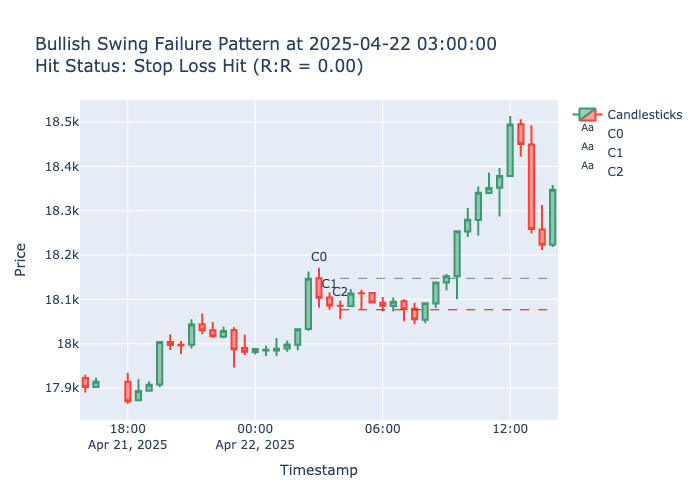 Bullish Swing Failure Pattern at 2025-04-22 03:00:00
Hit Status: Stop Loss Hit (R:R = 0.00)
18.5k
18.4k
18.3k
18.2k
18.1k
18k
17.9k
Price
C0
C1
C2
18:00
Apr 21, 2025
00:00
Apr 22, 2025
06:00
12:00
Timestamp
Candlesticks
Aa C0
Aa C1
Aa C2